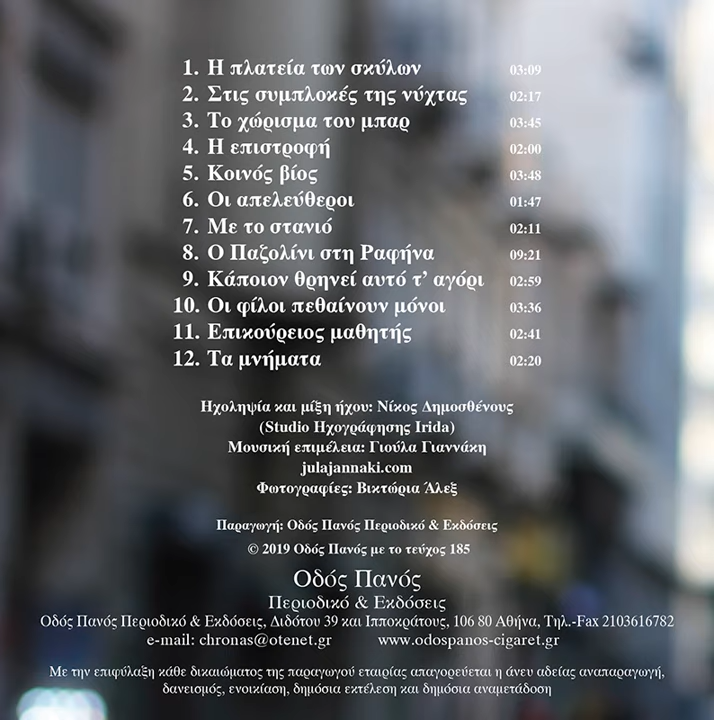 1. Η πλατεία των σκύλων 03:09
2. Στις συμπλοκές της νύχτας 02:17
3. Το χώρισμα του μπαρ 03:45
4. Η επιστροφή 02:00
5. Κοινός βίος 03:48
6. Οι απελεύθεροι 01:47
7. Με το στανιό 02:11
8. Ο Παζολίνι στη Ραφήνα 09:21
9. Κάποιον θρηνεί αυτό τ’ αγόρι 02:59
10. Οι φίλοι πεθαίνουν μόνοι 03:36
11. Επικούρειος μαθητής 02:41
12. Τα μνήματα 02:20
Ηχοληψία και μίξη ήχου: Νίκος Δημοσθένους
(Studio Ηχογράφησης Irida)
Μουσική επιμέλεια: Γιούλα Γιαννάκη
julajannaki.com
Φωτογραφίες: Βικτώρια Άλεξ
Παραγωγή: Οδός Πανός Περιοδικό & Εκδόσεις
© 2019 Οδός Πανός με το τεύχος 185
Οδός Πανός
Περιοδικό & Εκδόσεις
Οδός Πανός Περιοδικό & Εκδόσεις, Διδότου 39 και Ιπποκράτους, 106 80 Αθήνα, Τηλ.-Fax 2103616782
e-mail: chronas@otenet.gr www.odospanos-cigaret.gr
Με την επιφύλαξη κάθε δικαιώματος της παραγωγού εταιρίας απαγορεύεται η άνευ αδείας αναπαραγωγή,
δανεισμός, ενοικίαση, δημόσια εκτέλεση και δημόσια αναμετάδοση